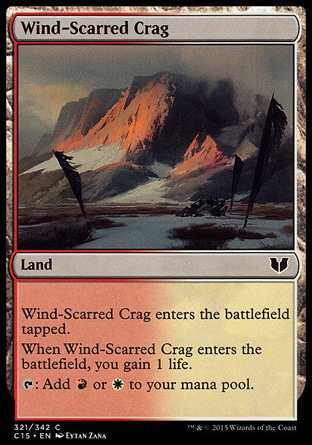 Wind-Scarred Crag
Land
Wind-Scarred Crag enters the battlefield
tapped.
When Wind-Scarred Crag enters the
battlefield, you gain 1 life.
: Add or to your mana pool.
321/342 C
C15 • EN Eytan Zana
™ & © 2015 Wizards of the Coast